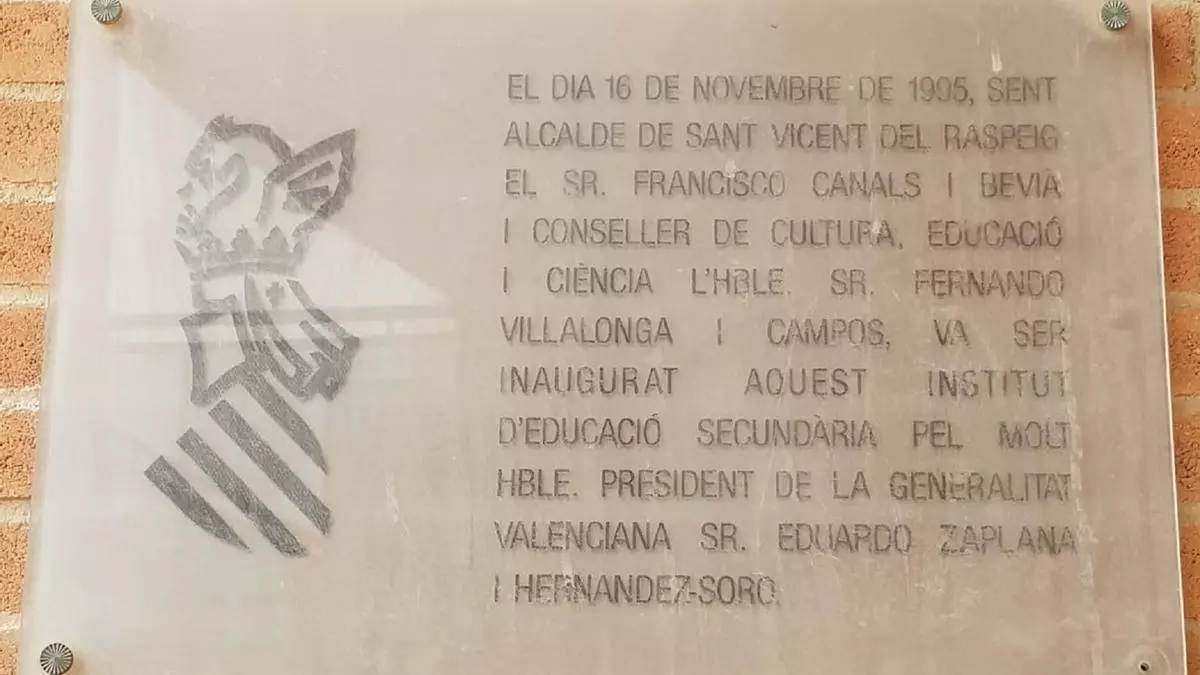 EL DIA 16 DE NOVEMBRE DE 1995, SENT
ALCALDE DE SANT VICENT DEL RASPEIG
EL SR. FRANCISCO CANALS I BEVIÀ
I CONSELLER DE CULTURA, EDUCACIÓ
I CIÈNCIA L'HBLE. SR. FERNANDO
VILLALONGA I CAMPOS, VA SER
INAUGURAT AQUEST INSTITUT
D'EDUCACIÓ SECUNDÀRIA PEL MOLT
HBLE. PRESIDENT DE LA GENERALITAT
VALENCIANA SR. EDUARDO ZAPLANA
I HERNANDEZ-SORO.